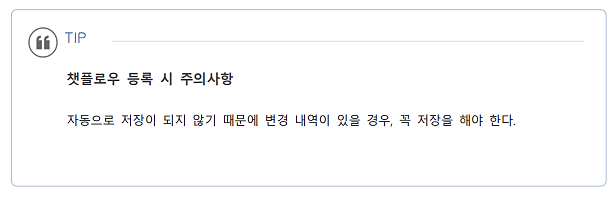 TIP
챗플로우 등록 시 주의사항
자동으로 저장이 되지 않기 때문에 변경 내역이 있을 경우, 꼭 저장을 해야 한다.